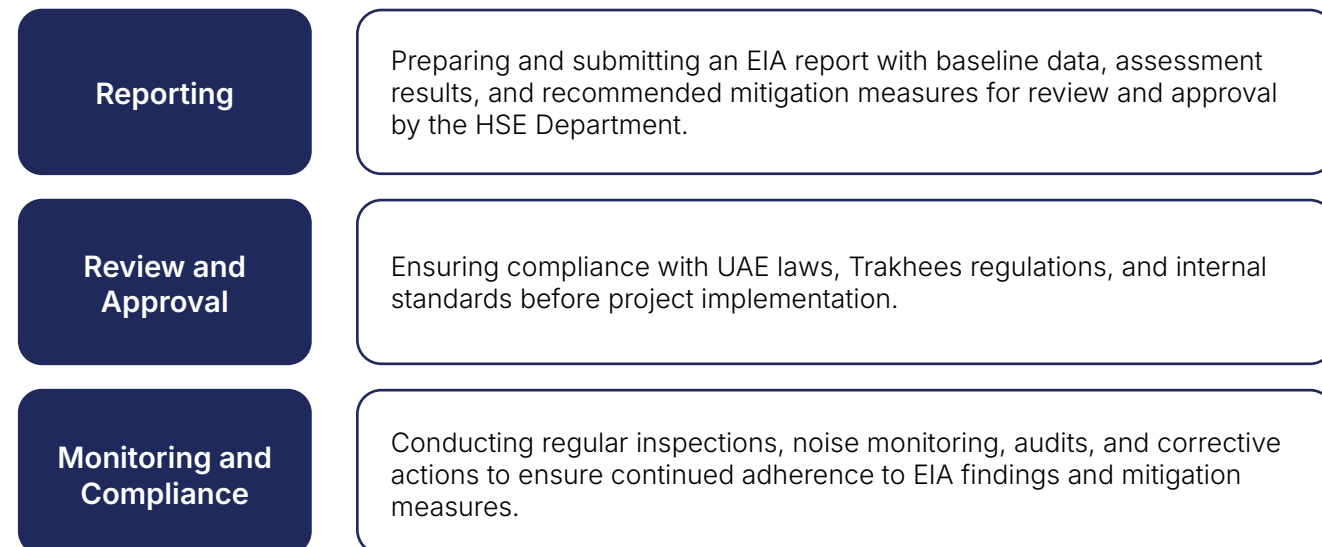 Reporting
Preparing and submitting an EIA report with baseline data, assessment
results, and recommended mitigation measures for review and approval
by the HSE Department.
Review and
Approval
Ensuring compliance with UAE laws, Trakhees regulations, and internal
standards before project implementation.
Monitoring and
Compliance
Conducting regular inspections, noise monitoring, audits, and corrective
actions to ensure continued adherence to EIA findings and mitigation
measures.